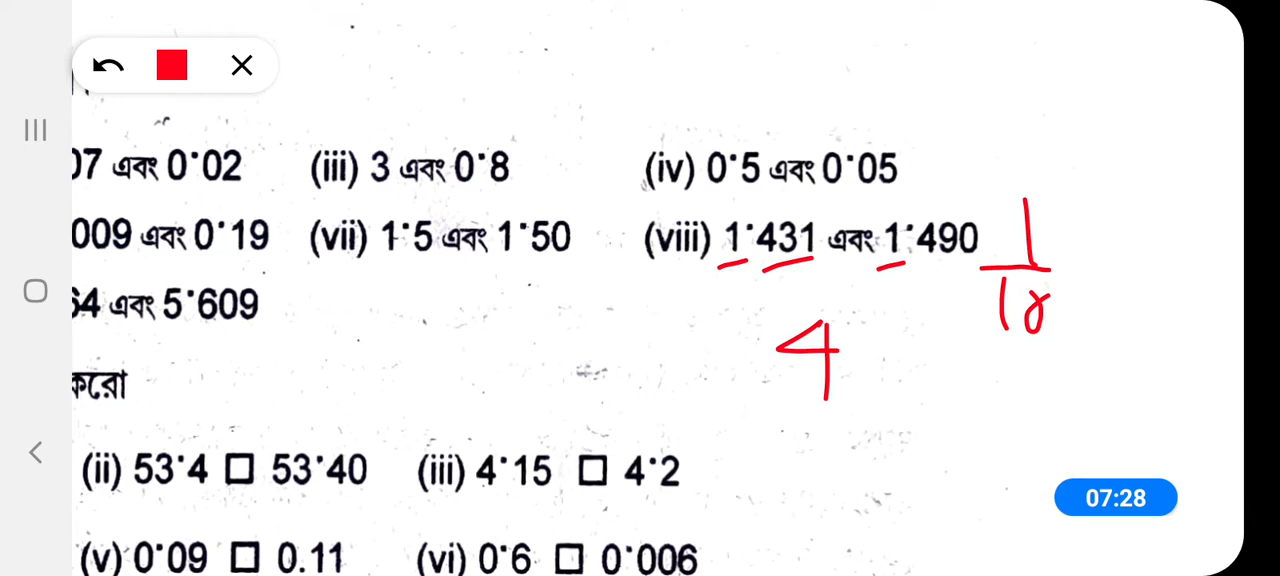 07 এবং 0·02 (iii) 3 এবং 0·8 (iv) 0·5 এবং 0·05
009 এবং 0·19 (vii) 1·5 এবং 1·50 (viii) 1·431 এবং 1·490
64 এবং 5·609
4
1
10
করো
(ii) 53·4 □ 53·40 (iii) 4·15 □ 4·2
07:28
(v) 0·09 □ 0.11 (vi) 0·6 □ 0·006